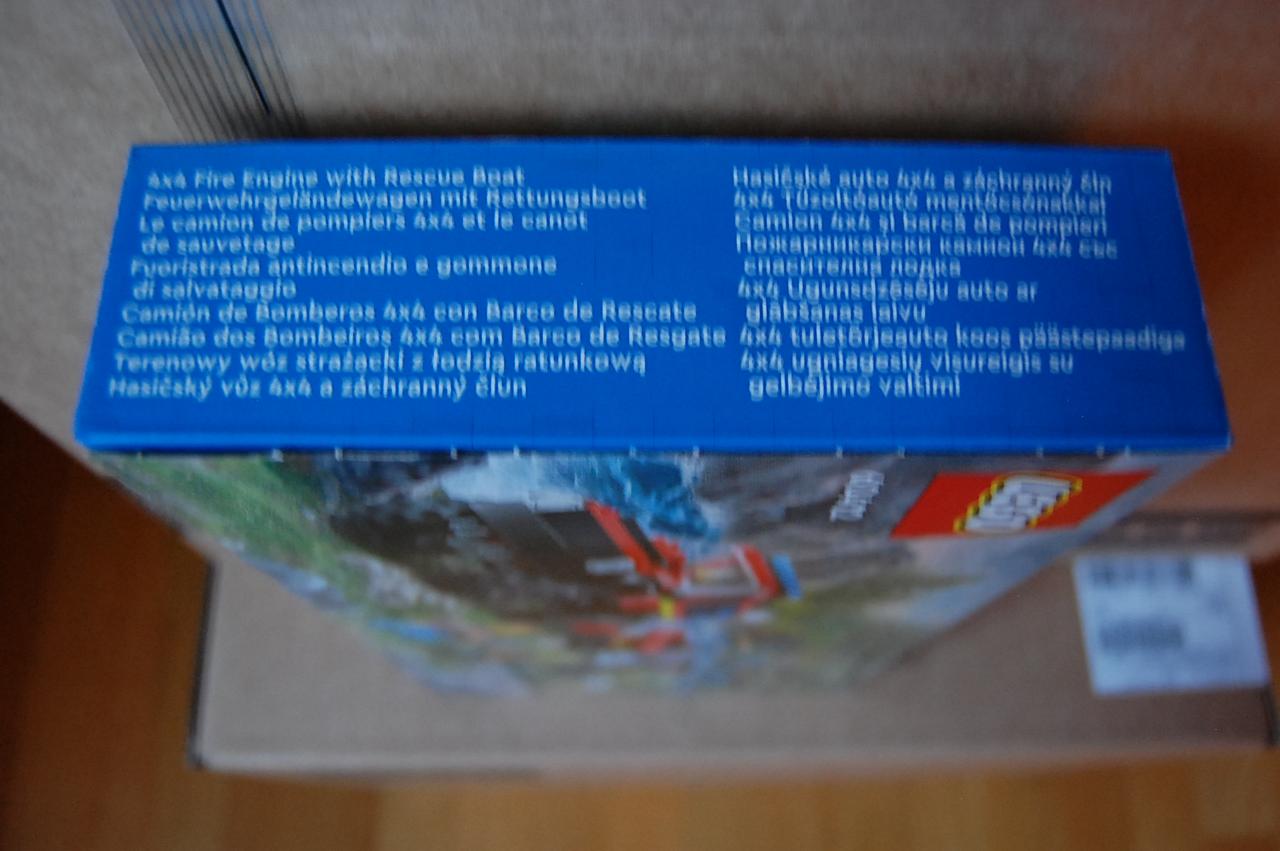 4x4 Fire Engine with Rescue Boat
Feuerwehrgeländewagen mit Rettungsboot
Le camion de pompiers 4x4 et le canot
de sauvetage
Fuoristrada antincendio e gommone
di salvataggio
Camión de Bomberos 4x4 con Barco de Rescate
Camião dos Bombeiros 4x4 com Barco de Resgate
Terenowy wóz strażacki z łodzią ratunkową
Hasičský vůz 4x4 a záchranný člun
Hasičské auto 4x4 a záchranný čln
4x4 Tűzoltóautó mentőcsónakkal
Camion 4x4 și barcă de pompieri
Пожарникарски камион 4x4 със
спасителна лодка
4x4 Ugunsdzēsēju auto ar
glābšanas laivu
4x4 tuletõrjeauto koos päästepaadiga
4x4 ugniagesių visureigis su
gelbėjimo valtimi
LEGO